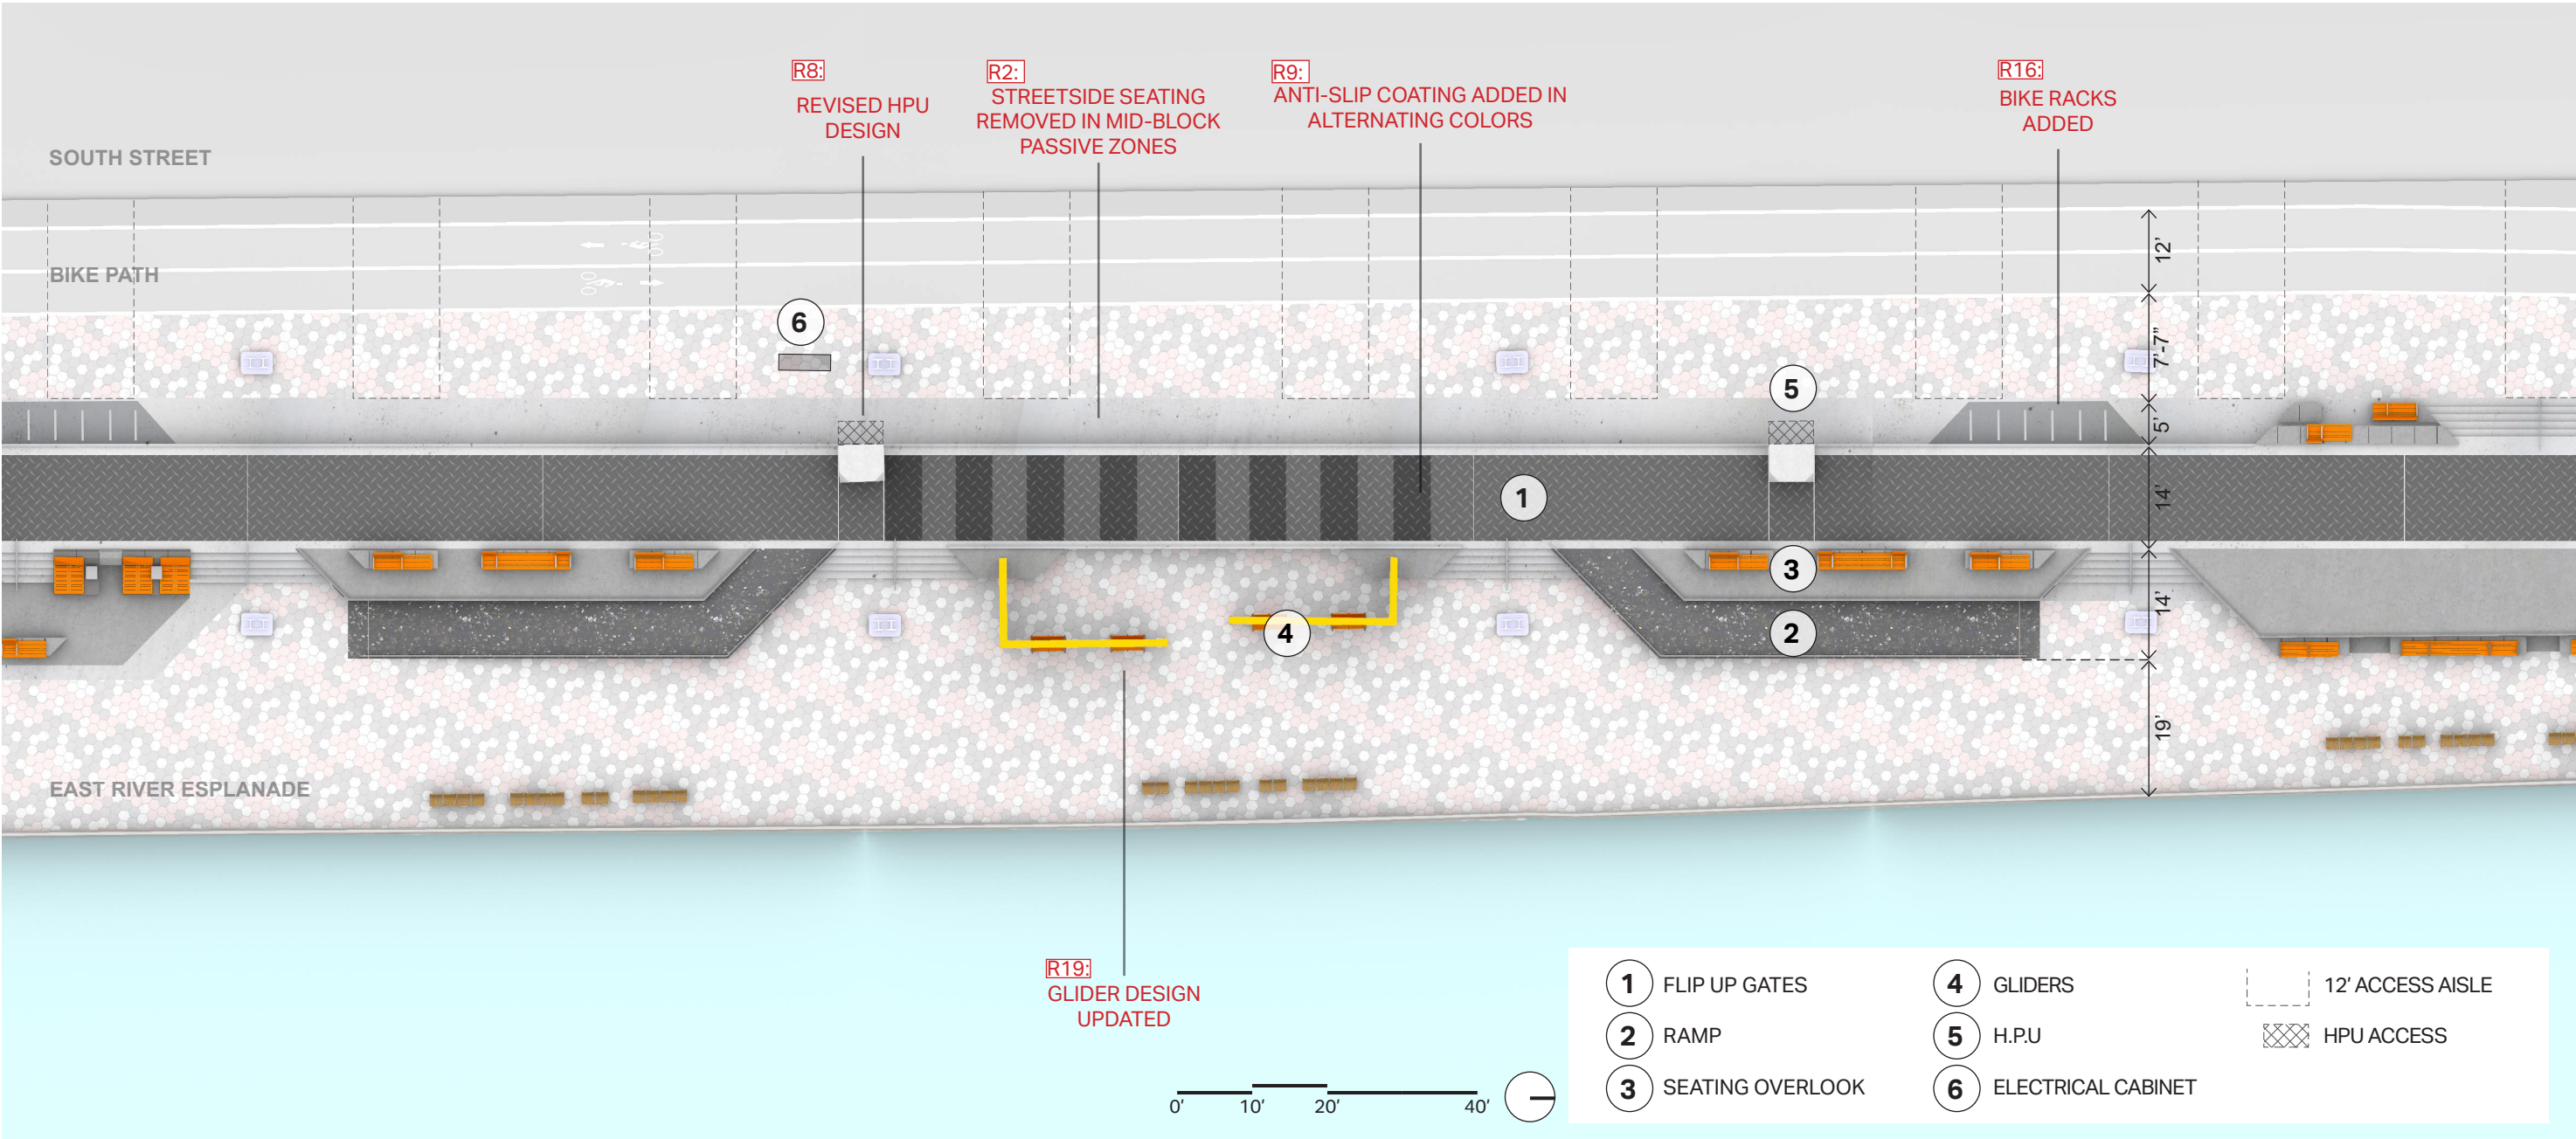 R8:
REVISED HPU
DESIGN
R2:
STREETSIDE SEATING
REMOVED IN MID-BLOCK
PASSIVE ZONES
R9:
ANTI-SLIP COATING ADDED IN
ALTERNATING COLORS
R16:
BIKE RACKS
ADDED
SOUTH STREET
BIKE PATH
12'
6
7'-7"
5
5'
1
14'
3
4
2
14'
19'
EAST RIVER ESPLANADE
R19:
GLIDER DESIGN
UPDATED
0' 10' 20' 40'
1 FLIP UP GATES
2 RAMP
3 SEATING OVERLOOK
4 GLIDERS
5 H.P.U
6 ELECTRICAL CABINET
12' ACCESS AISLE
HPU ACCESS